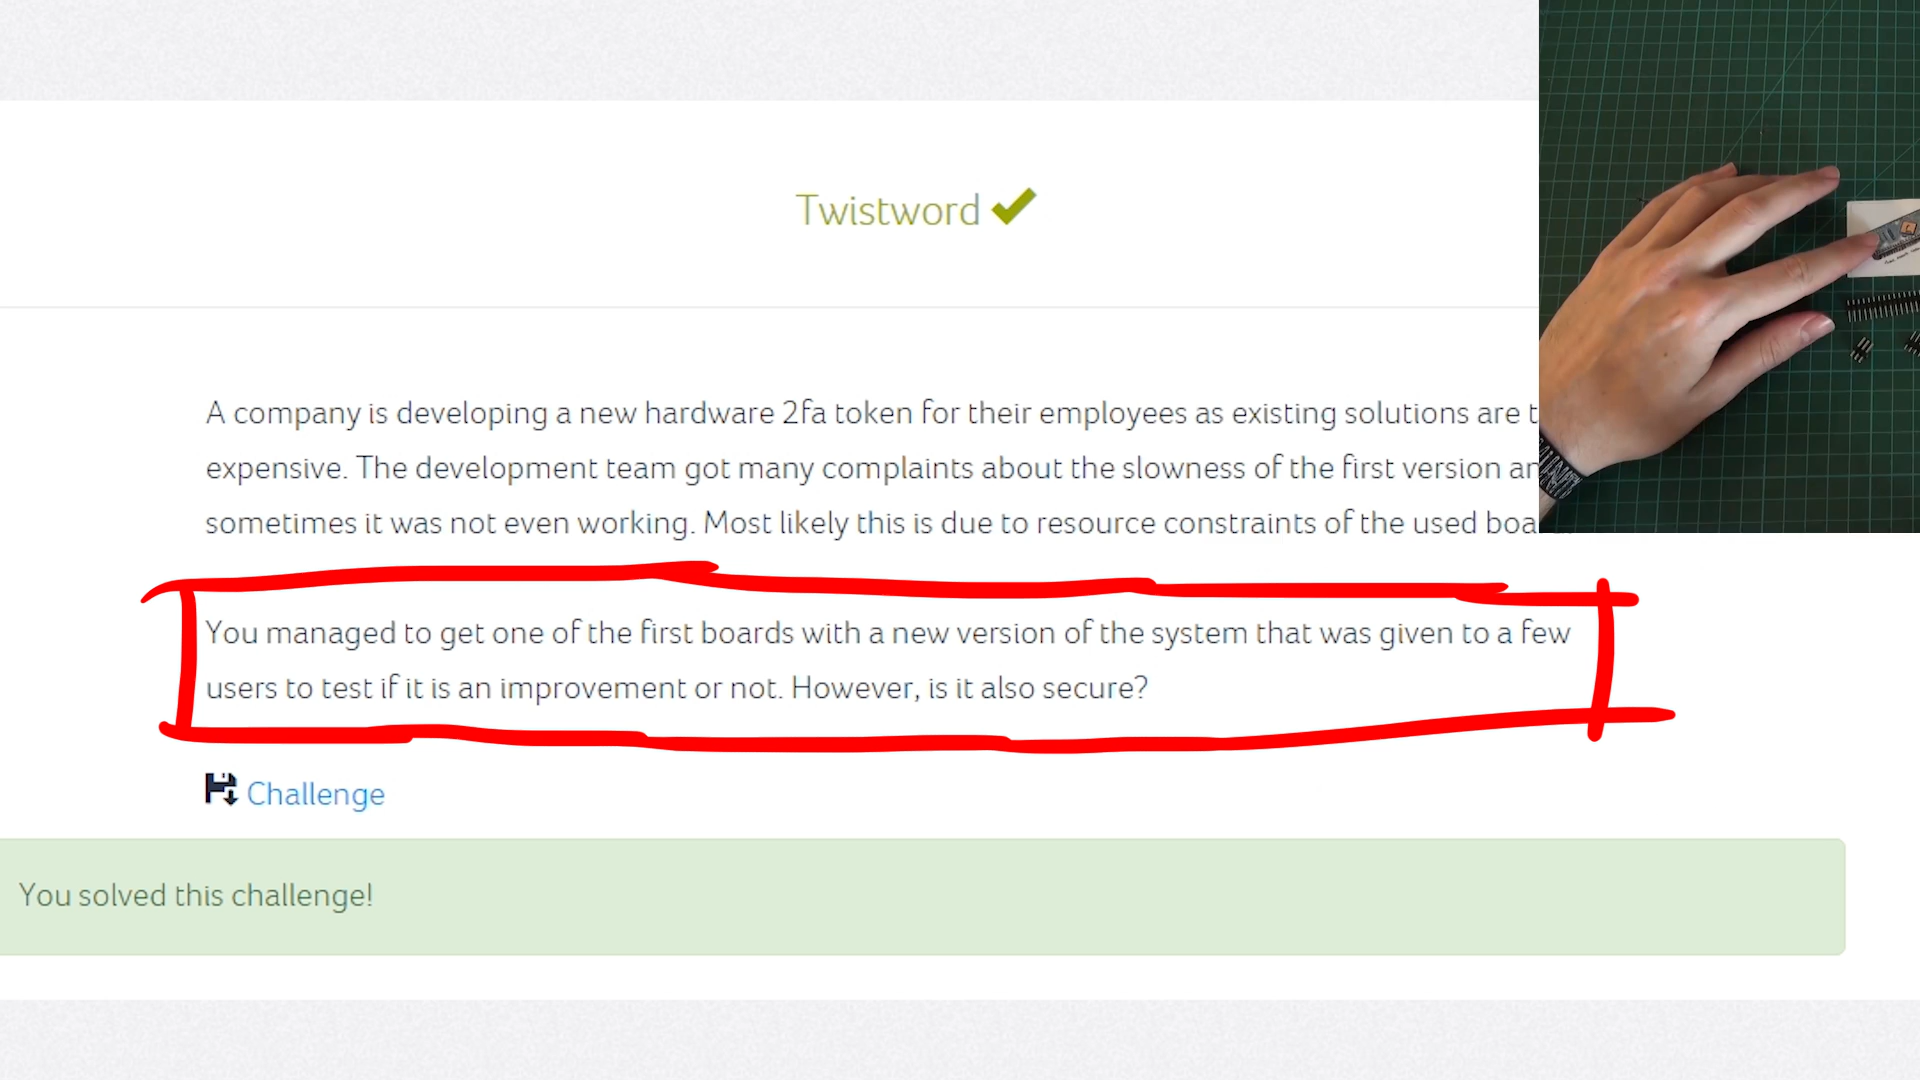 Twistword
A company is developing a new hardware 2fa token for their employees as existing solutions are
expensive. The development team got many complaints about the slowness of the first version
sometimes it was not even working. Most likely this is due to resource constraints of the used
You managed to get one of the first boards with a new version of the system that was given to a few
users to test if it is an improvement or not. However, is it also secure?
Challenge
You solved this challenge!